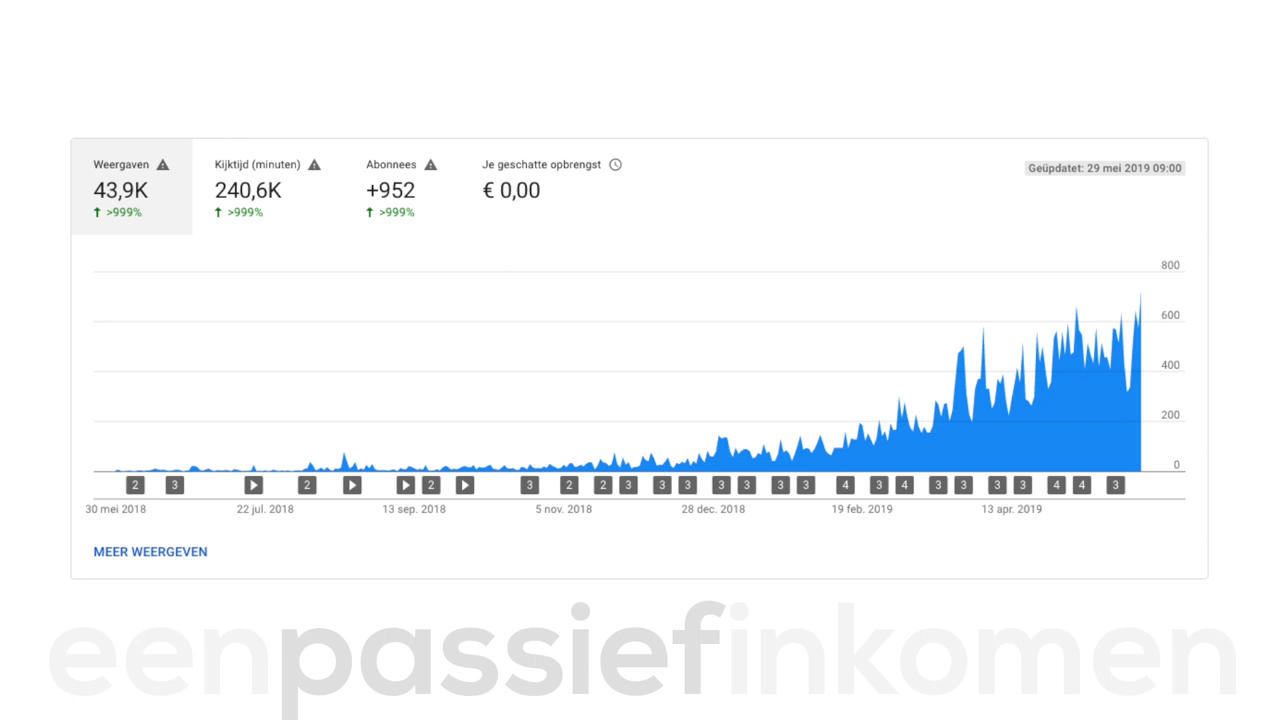 Weergaven Kijktijd (minuten) Abonnees Je geschatte opbrengst Geüpdatet: 29 mei 2019 09:00
43,9K 240,6K +952 € 0,00
>999% >999% >999%
800
600
400
200
0
2 3 2 2 3 2 2 3 3 3 3 3 3 3 4 3 4 3 3 3 3 4 4 3
30 mei 2018 22 jul. 2018 13 sep. 2018 5 nov. 2018 28 dec. 2018 19 feb. 2019 13 apr. 2019
MEER WEERGEVEN
eenpassiefinkomen